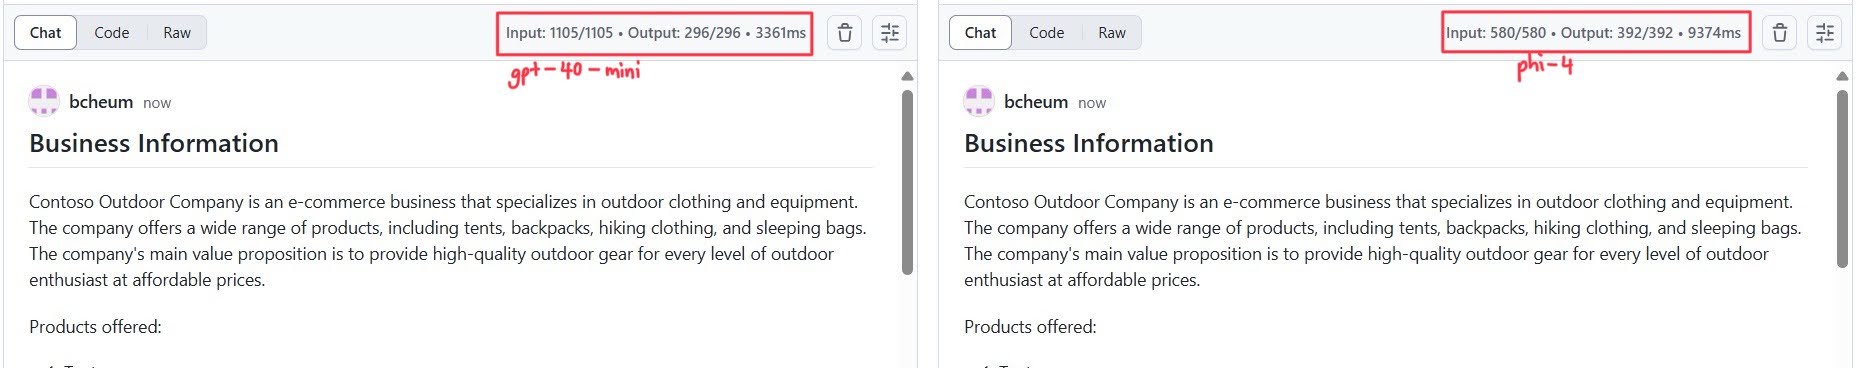 Chat Code Raw Input: 1105/1105 • Output: 296/296 • 3361ms
gpt-4o-mini
bcheum now
Business Information
Contoso Outdoor Company is an e-commerce business that specializes in outdoor clothing and equipment.
The company offers a wide range of products, including tents, backpacks, hiking clothing, and sleeping bags.
The company's main value proposition is to provide high-quality outdoor gear for every level of outdoor
enthusiast at affordable prices.
Products offered:
Chat Code Raw Input: 580/580 • Output: 392/392 • 9374ms
phi-4
bcheum now
Business Information
Contoso Outdoor Company is an e-commerce business that specializes in outdoor clothing and equipment.
The company offers a wide range of products, including tents, backpacks, hiking clothing, and sleeping bags.
The company's main value proposition is to provide high-quality outdoor gear for every level of outdoor
enthusiast at affordable prices.
Products offered: